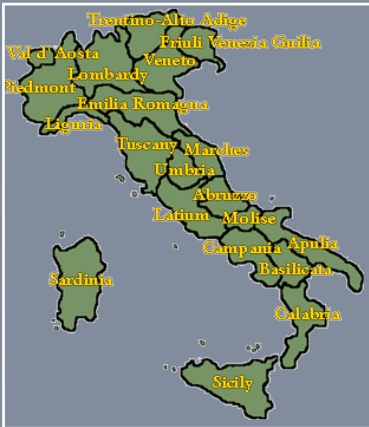 Trentino-Alto Adige
Friuli Venezia Guilia
Val d' Aosta
Veneto
Lombardy
Piedmont
Emilia Romagna
Liguria
Tuscany
Marches
Umbria
Abruzzo
Latium
Molise
Campania
Apulia
Basilicata
Sardinia
Calabria
Sicily